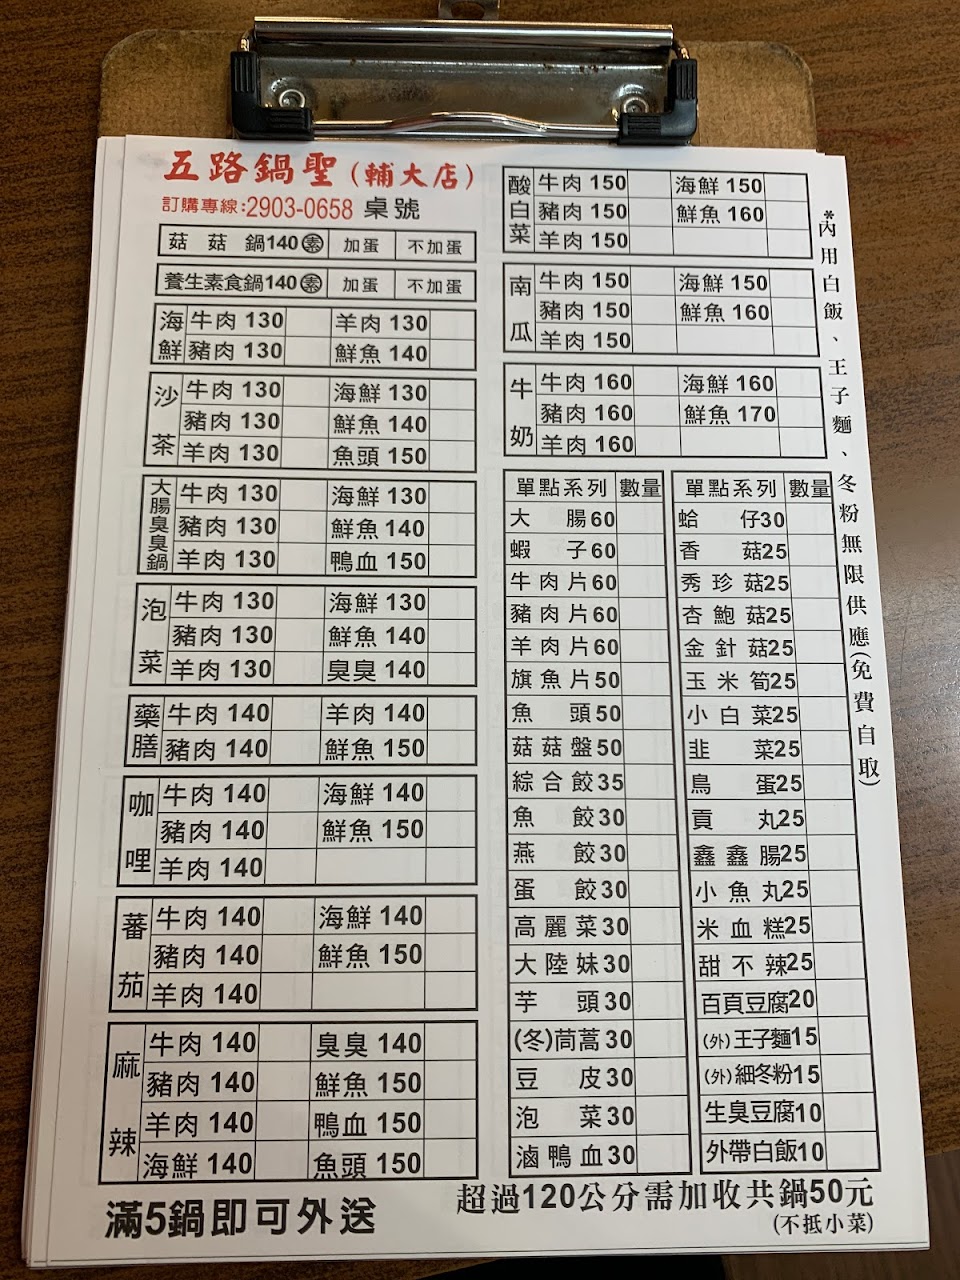 五路鍋聖(輔大店)
訂購專線:2903-0658 桌號
菇菇鍋140素 加蛋 不加蛋
養生素食鍋140素 加蛋 不加蛋
海鮮
牛肉130 羊肉130
豬肉130 鮮魚140
沙茶
牛肉130 海鮮130
豬肉130 鮮魚140
羊肉130 魚頭150
大腸臭臭鍋
牛肉130 海鮮130
豬肉130 鮮魚140
羊肉130 鴨血150
泡菜
牛肉130 海鮮130
豬肉130 鮮魚140
羊肉130 臭臭140
藥膳
牛肉140 羊肉140
豬肉140 鮮魚150
咖哩
牛肉140 海鮮140
豬肉140 鮮魚150
羊肉140
蕃茄
牛肉140 海鮮140
豬肉140 鮮魚150
羊肉140
麻辣
牛肉140 臭臭140
豬肉140 鮮魚150
羊肉140 鴨血150
海鮮140 魚頭150
酸白菜
牛肉150 海鮮150
豬肉150 鮮魚160
羊肉150
南瓜
牛肉150 海鮮150
豬肉150 鮮魚160
羊肉150
牛奶
牛肉160 海鮮160
豬肉160 鮮魚170
羊肉160
單點系列 數量
大腸60
蝦子60
牛肉片60
豬肉片60
羊肉片60
旗魚片50
魚頭50
菇菇盤50
綜合餃35
魚餃30
燕餃30
蛋餃30
高麗菜30
大陸妹30
芋頭30
(冬)茼蒿30
豆皮30
泡菜30
滷鴨血30
單點系列 數量
蛤仔30
香菇25
秀珍菇25
杏鮑菇25
金針菇25
玉米筍25
小白菜25
韭菜25
鳥蛋25
貢丸25
鑫鑫腸25
小魚丸25
米血糕25
甜不辣25
百頁豆腐20
(外)王子麵15
(外)細冬粉15
生臭豆腐10
外帶白飯10
*內用白飯、王子麵、冬粉無限供應(免費自取)
滿5鍋即可外送
超過120公分需加收共鍋50元
(不抵小菜)